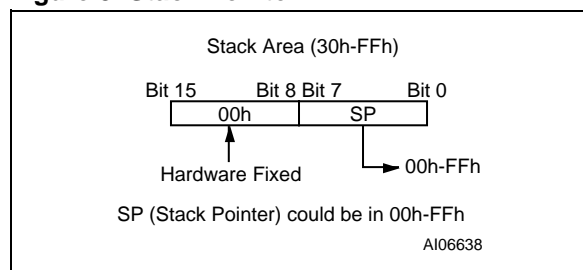 Stack Area (30h-FFh)
Bit 15 Bit 8 Bit 7 Bit 0
00h SP
Hardware Fixed 00h-FFh
SP (Stack Pointer) could be in 00h-FFh
AI06638